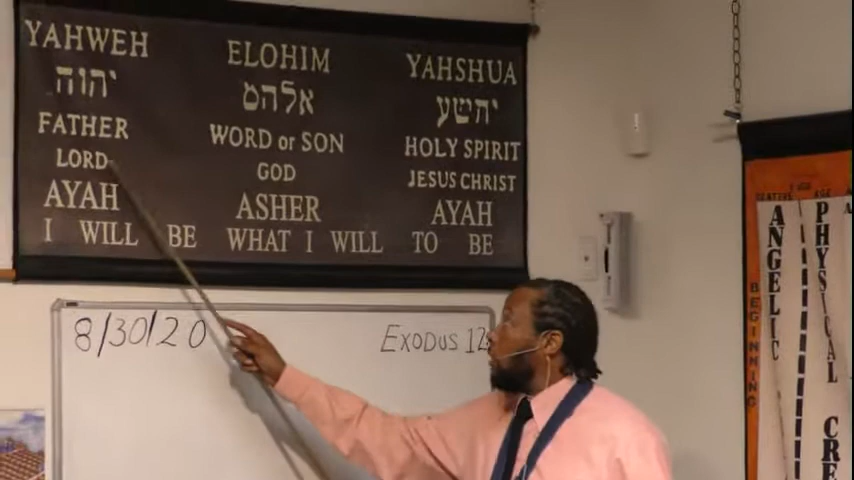 YAHWEH ELOHIM YAHSHUA
יהוה אלהמ יהשע
FATHER WORD or SON HOLY SPIRIT
LORD GOD JESUS CHRIST
AYAH ASHER AYAH
I WILL BE WHAT I WILL TO BE
8/30/20 EXODUS 12:
BEGINNING
ANGELIC
PHYSICAL